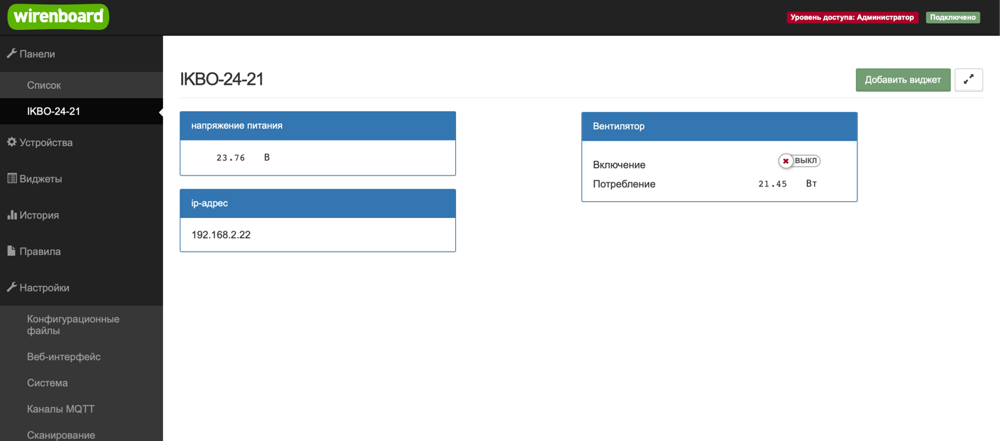 wirenboard
Уровень доступа: Администратор
Подключено
Панели
Список
IKBO-24-21
Устройства
Виджеты
История
Правила
Настройки
Конфигурационные
файлы
Веб-интерфейс
Система
Каналы MQTT
Сканирование
IKBO-24-21
Добавить виджет
напряжение питания
23.76 В
ip-адрес
192.168.2.22
Вентилятор
Включение ВЫКЛ
Потребление 21.45 Вт